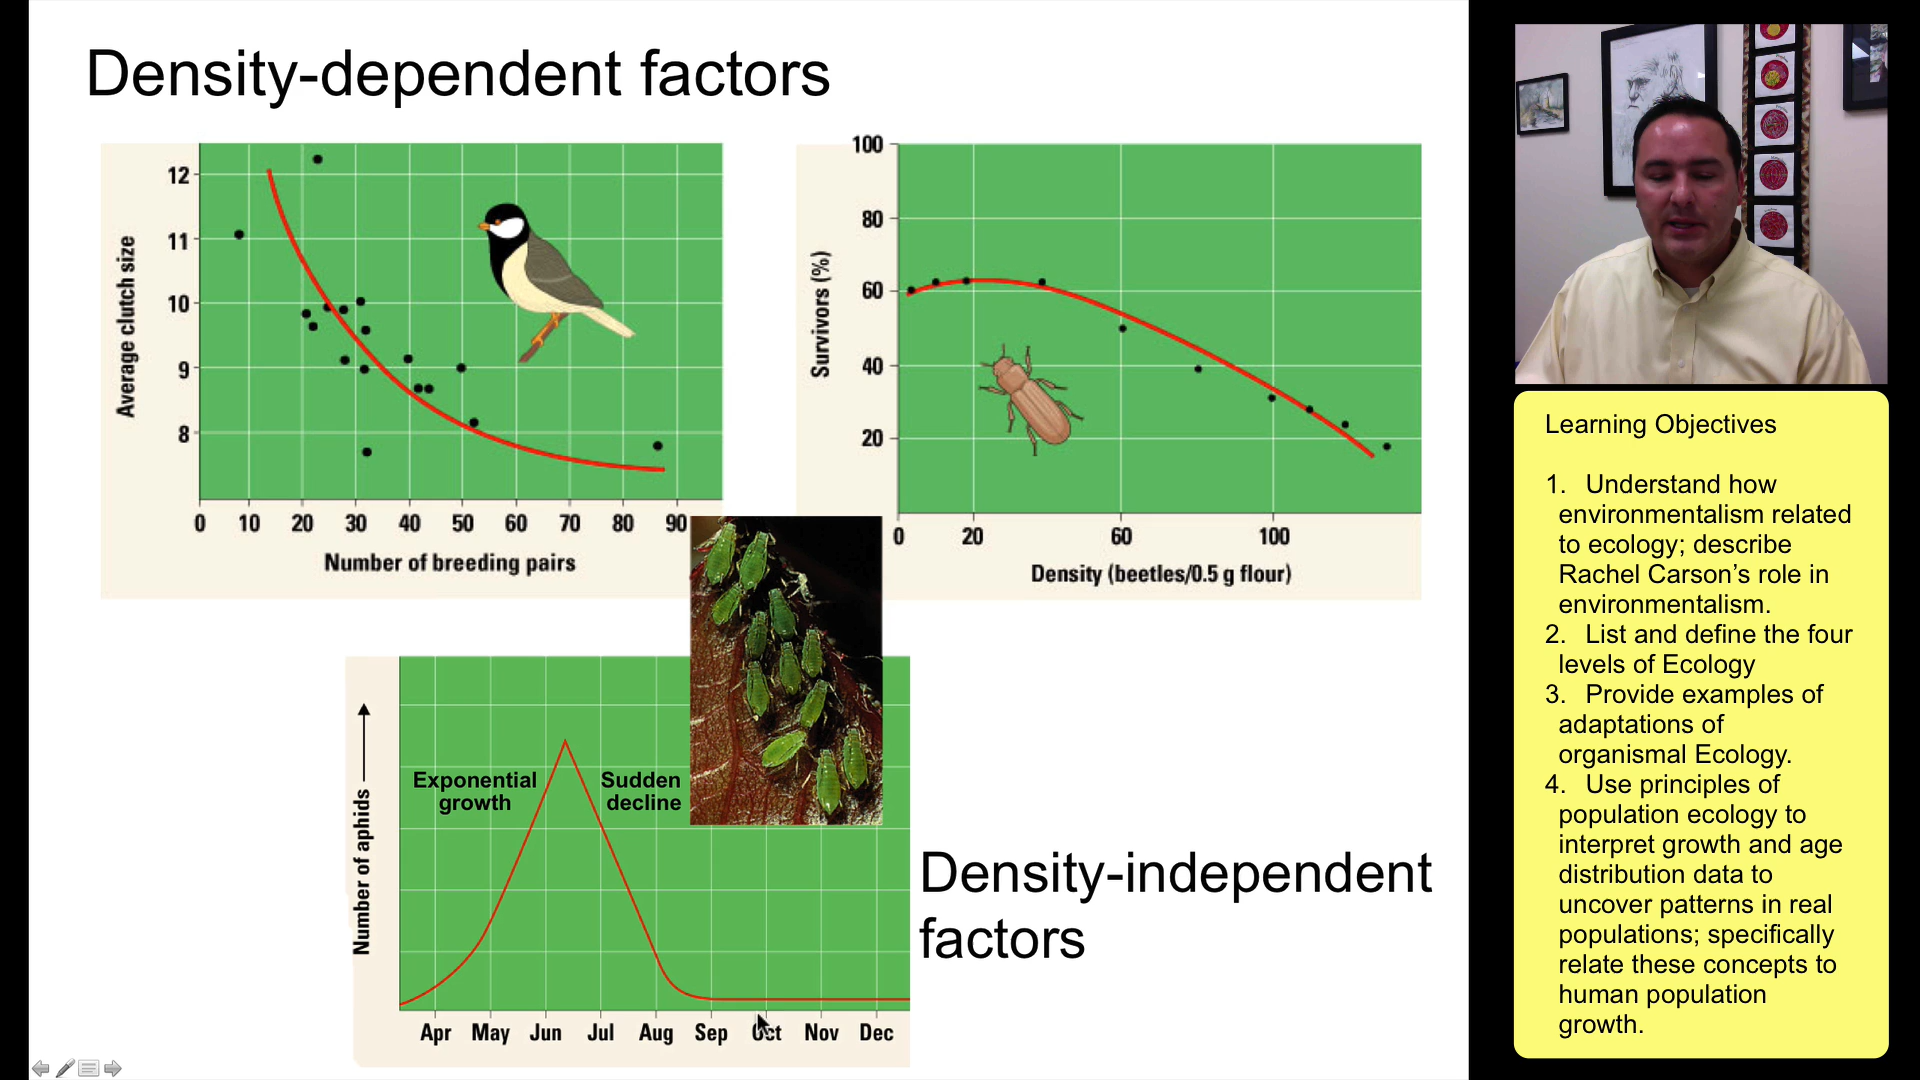 Density-dependent factors
12
11
10
9
8
Average clutch size
0 10 20 30 40 50 60 70 80 90
Number of breeding pairs
100
80
60
40
20
Survivors (%)
0 20 60 100
Density (beetles/0.5 g flour)
Number of aphids
Exponential
growth
Sudden
decline
Apr May Jun Jul Aug Sep Oct Nov Dec
Density-independent
factors
Learning Objectives
1. Understand how
environmentalism related
to ecology; describe
Rachel Carson’s role in
environmentalism.
2. List and define the four
levels of Ecology
3. Provide examples of
adaptations of
organismal Ecology.
4. Use principles of
population ecology to
interpret growth and age
distribution data to
uncover patterns in real
populations; specifically
relate these concepts to
human population
growth.